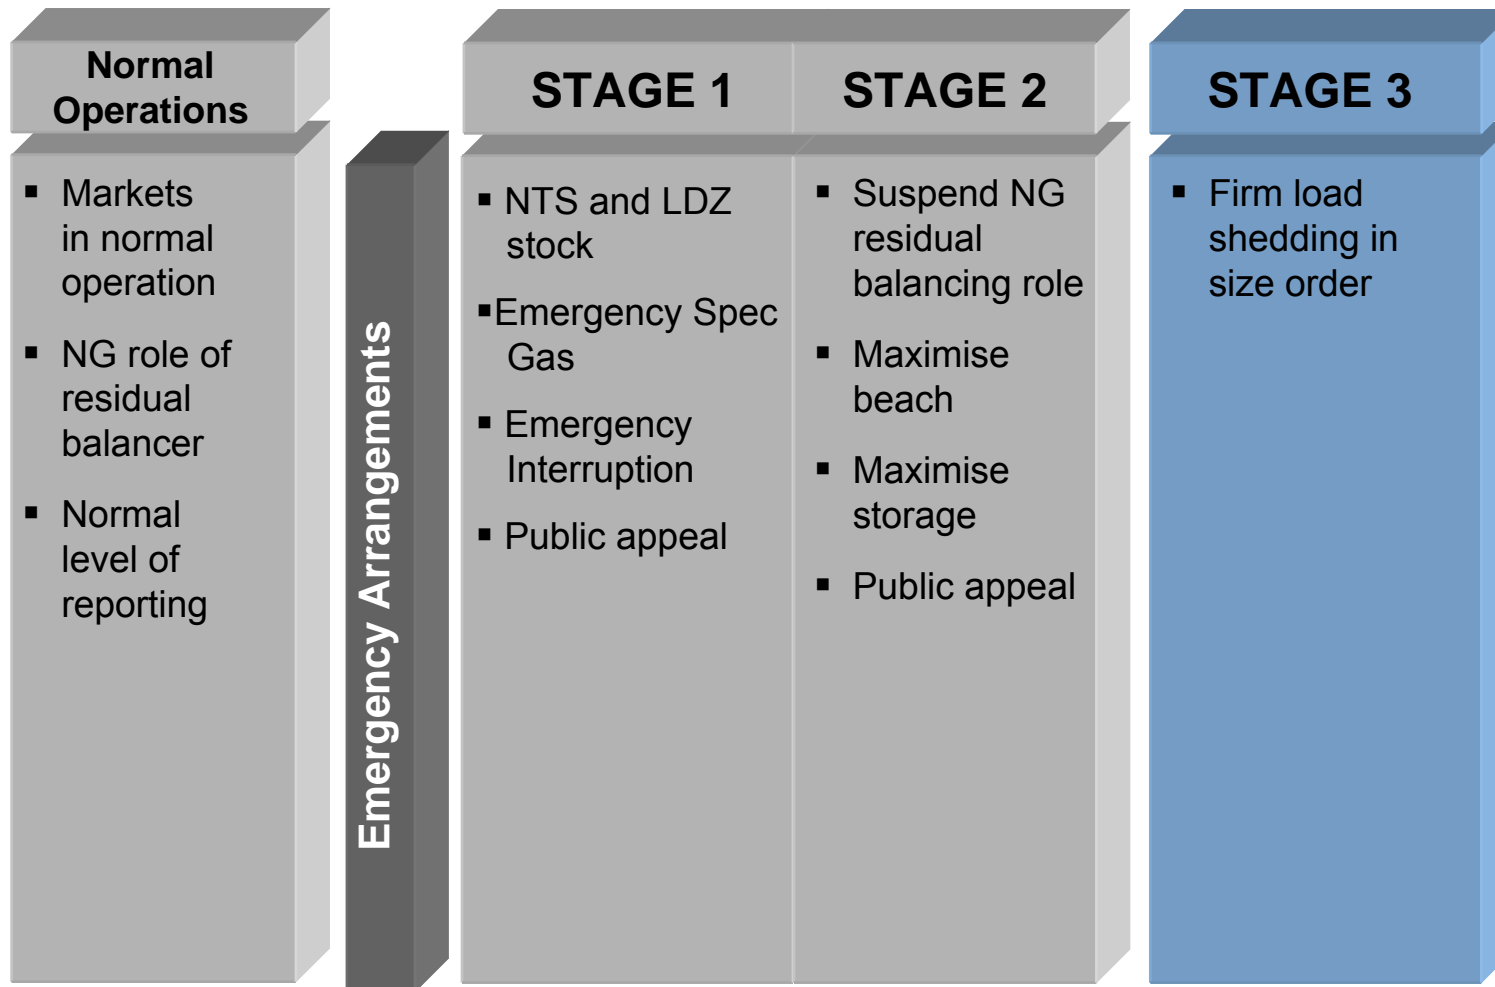 Normal
Operations
▪ Markets
in normal
operation
▪ NG role of
residual
balancer
▪ Normal
level of
reporting
Emergency Arrangements
STAGE 1
▪ NTS and LDZ
stock
▪Emergency Spec
Gas
▪ Emergency
Interruption
▪ Public appeal
STAGE 2
▪ Suspend NG
residual
balancing role
▪ Maximise
beach
▪ Maximise
storage
▪ Public appeal
STAGE 3
▪ Firm load
shedding in
size order